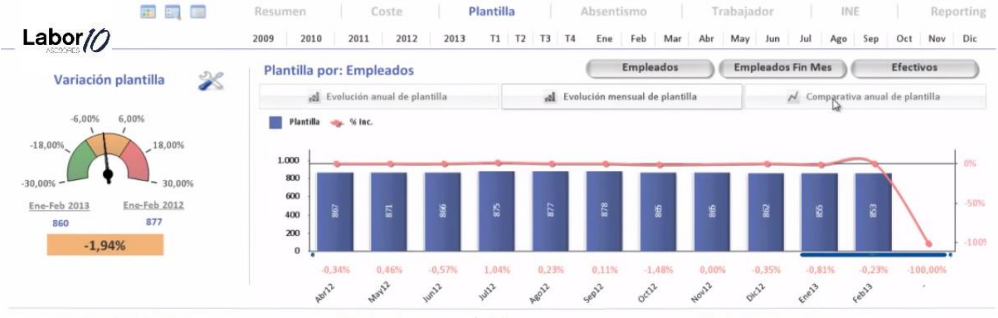 Resumen Coste Plantilla Absentismo Trabajador INE Reporting
Labor10
ASESORES
2009 2010 2011 2012 2013 T1 T2 T3 T4 Ene Feb Mar Abr May Jun Jul Ago Sep Oct Nov Dic
Variación plantilla
Plantilla por: Empleados
Empleados Empleados Fin Mes Efectivos
Evolución anual de plantilla Evolución mensual de plantilla Comparativa anual de plantilla
Plantilla % Inc.
-6,00% 6,00%
-18,00% 18,00%
-30,00% 30,00%
Ene-Feb 2013 Ene-Feb 2012
860 877
-1,94%
1.000
800
600
400
200
0
0%
-50%
-100%
867 871 866 875 877 878 865 865 862 855 853
-0,34% 0,46% -0,57% 1,04% 0,23% 0,11% -1,48% 0,00% -0,35% -0,81% -0,23% -100,00%
Abr12 May12 Jun12 Jul12 Ago12 Sep12 Oct12 Nov12 Dic12 Ene13 Feb13 -